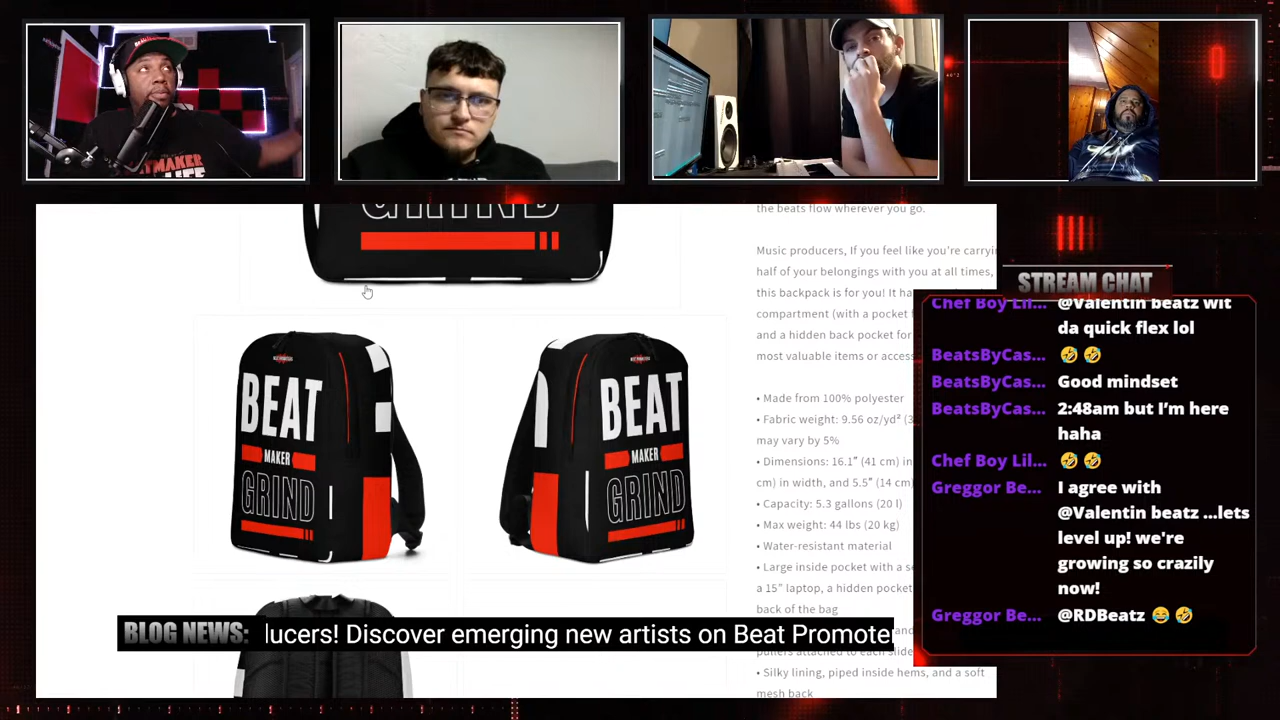 MAKER
LIFE
GRIND
the beats flow wherever you go.
Music producers, If you feel like you're carryin
half of your belongings with you at all times,
this backpack is for you! It ha
compartment (with a pocket f
and a hidden back pocket for
most valuable items or access
• Made from 100% polyester
• Fabric weight: 9.56 oz/yd² (3
may vary by 5%
• Dimensions: 16.1″ (41 cm) in
cm) in width, and 5.5″ (14 cm)
• Capacity: 5.3 gallons (20 l)
• Max weight: 44 lbs (20 kg)
• Water-resistant material
• Large inside pocket with a se
a 15” laptop, a hidden pocket
back of the bag
pullers attached to each slide
• Silky lining, piped inside hems, and a soft
mesh back
BEAT
MAKER
GRIND
BEAT
MAKER
GRIND
STREAM CHAT
Chef Boy Lil... @Valentin beatz wit
da quick flex lol
BeatsByCas... 🤣 🤣
BeatsByCas... Good mindset
BeatsByCas... 2:48am but I’m here
haha
Chef Boy Lil... 🤣 🤣
Greggor Be... I agree with
@Valentin beatz ...lets
level up! we're
growing so crazily
now!
Greggor Be... @RDBeatz 😂 🤣
BLOG NEWS: lucers! Discover emerging new artists on Beat Promoter